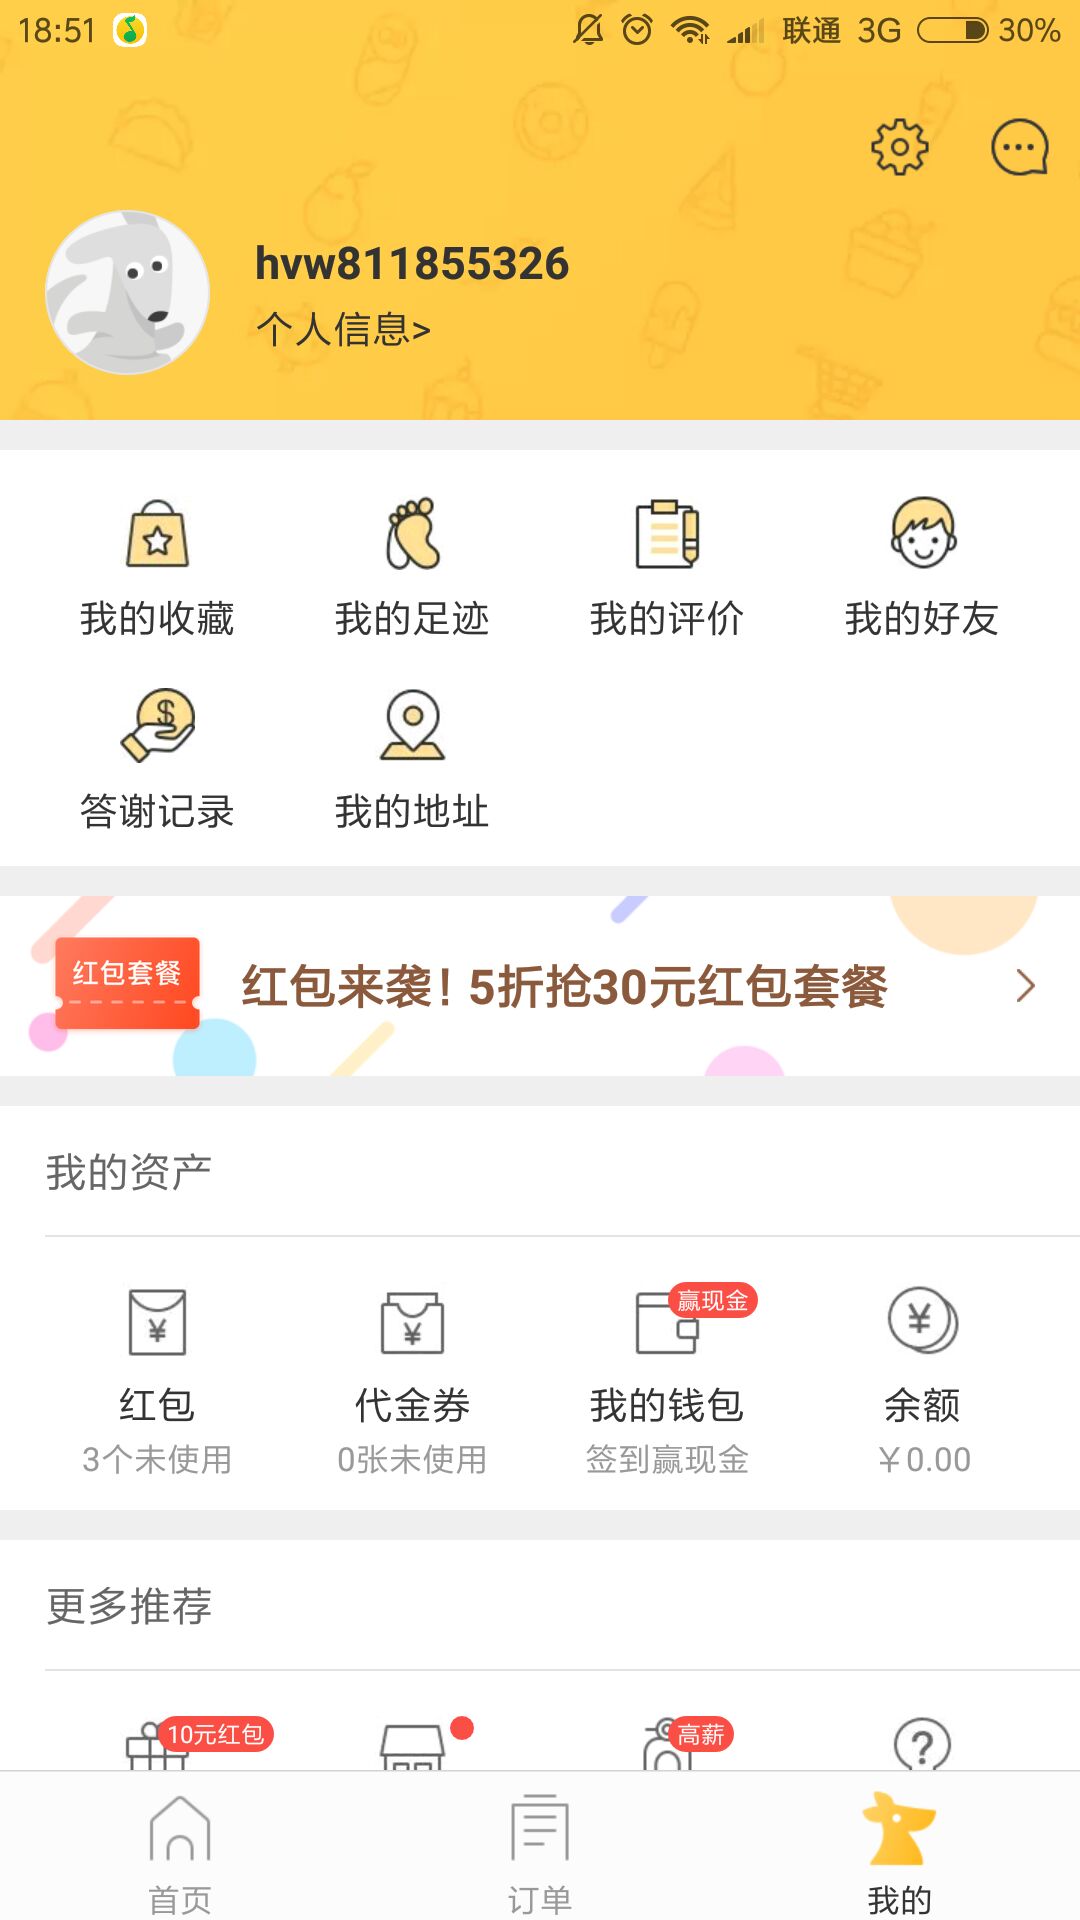 18:51 联通 3G 30%
hvw811855326
个人信息>
我的收藏 我的足迹 我的评价 我的好友
答谢记录 我的地址
红包套餐 红包来袭！5折抢30元红包套餐
我的资产
赢现金
红包 代金券 我的钱包 余额
3个未使用 0张未使用 签到赢现金 ￥0.00
更多推荐
10元红包 高薪
首页 订单 我的